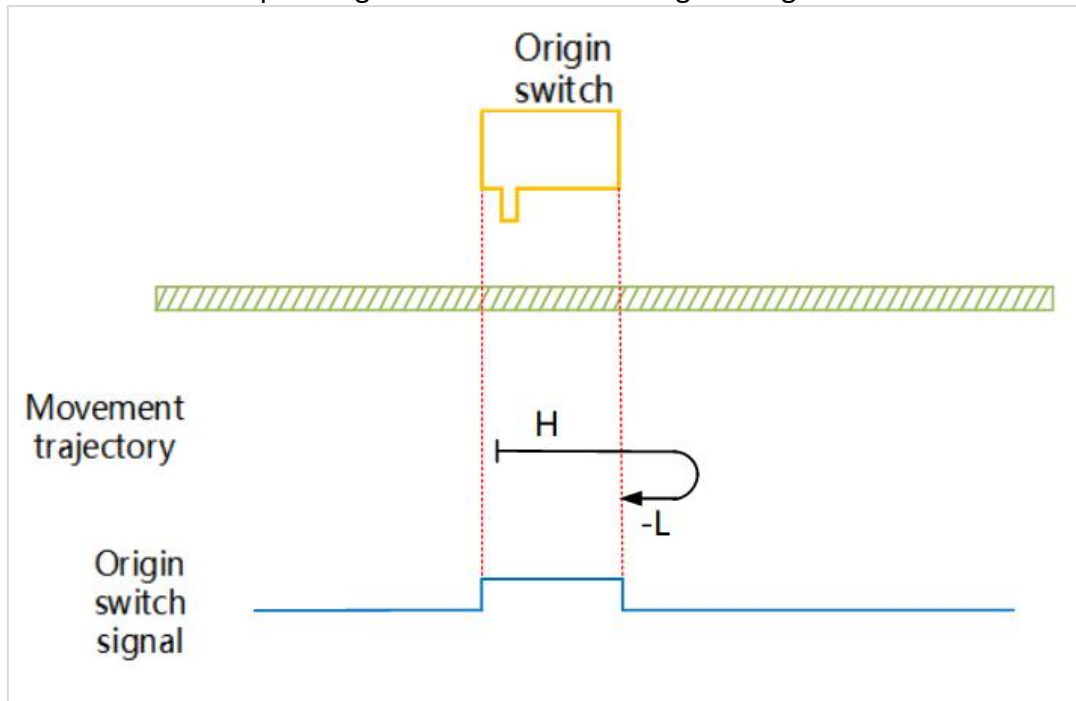 Origin
switch
Movement
trajectory
H
-L
Origin
switch
signal